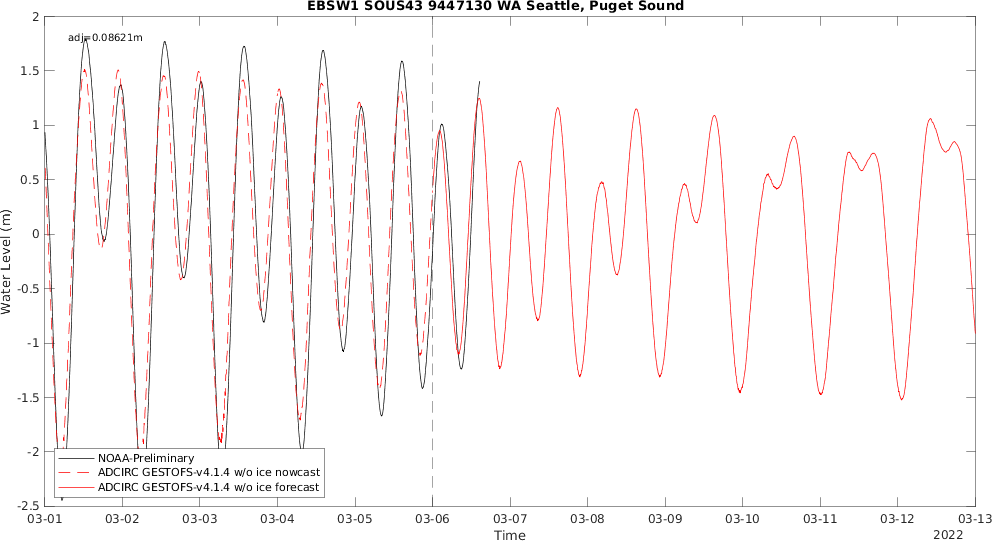 EBSW1 SOUS43 9447130 WA Seattle, Puget Sound
adj=0.08621m
Water Level (m)
2
1.5
1
0.5
0
-0.5
-1
-1.5
-2
-2.5
NOAA-Preliminary
ADCIRC GESTOFS-v4.1.4 w/o ice nowcast
ADCIRC GESTOFS-v4.1.4 w/o ice forecast
03-01 03-02 03-03 03-04 03-05 03-06 03-07 03-08 03-09 03-10 03-11 03-12 03-13
Time
2022